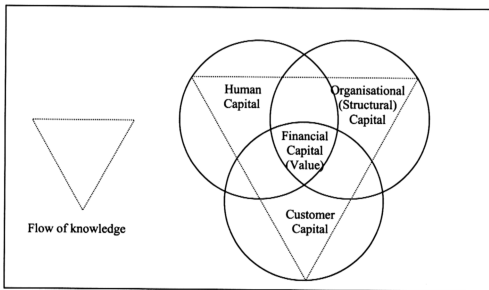 Human
Capital
Organisational
(Structural)
Capital
Financial
Capital
(Value)
Customer
Capital
Flow of knowledge